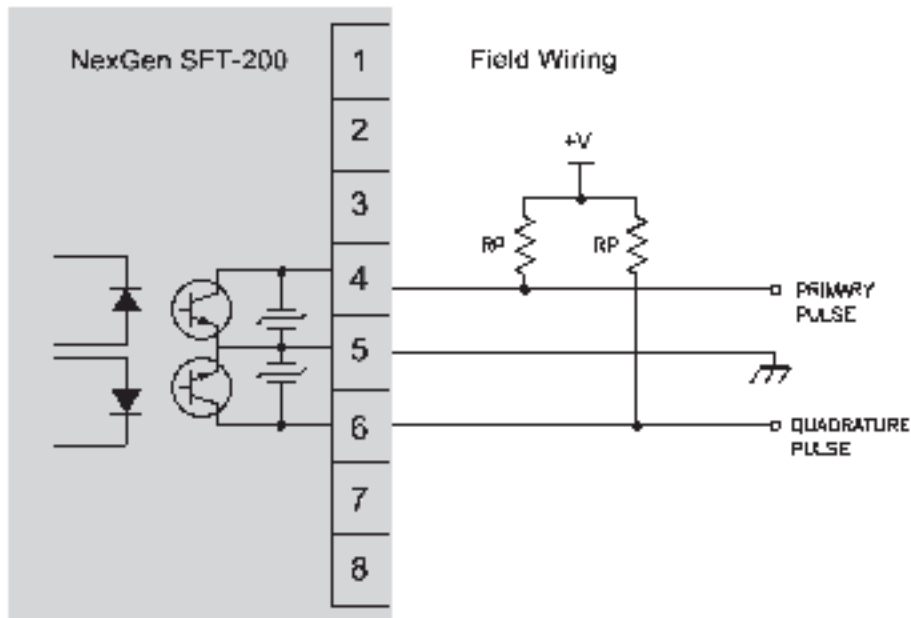 NexGen SFT-200
Field Wiring
1
2
3
4
5
6
7
8
+V
RP
RP
PRIMARY
PULSE
QUADRATURE
PULSE